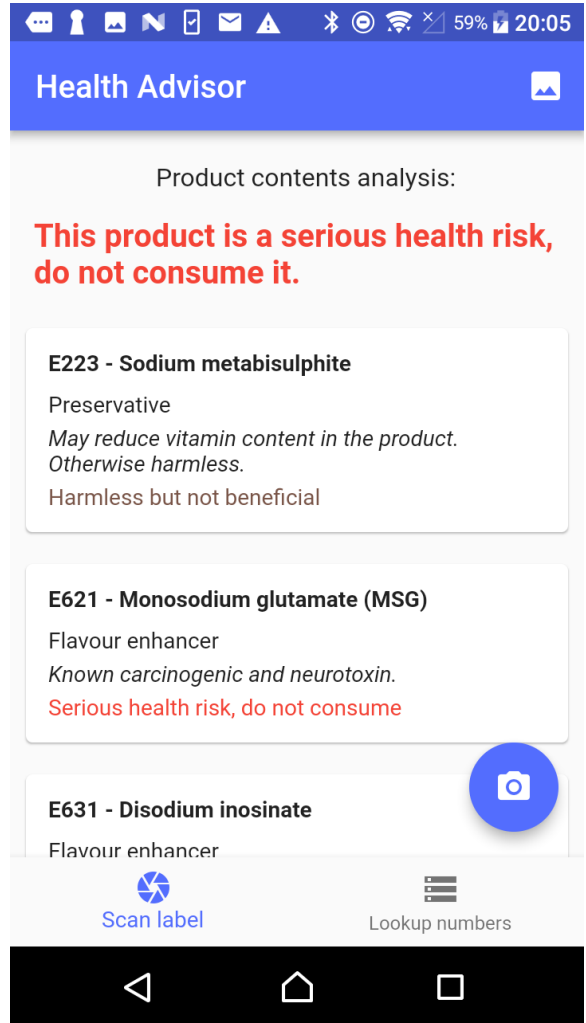 59% 20:05
Health Advisor
Product contents analysis:
This product is a serious health risk,
do not consume it.
E223 - Sodium metabisulphite
Preservative
May reduce vitamin content in the product.
Otherwise harmless.
Harmless but not beneficial
E621 - Monosodium glutamate (MSG)
Flavour enhancer
Known carcinogenic and neurotoxin.
Serious health risk, do not consume
E631 - Disodium inosinate
Flavour enhancer
Scan label
Lookup numbers